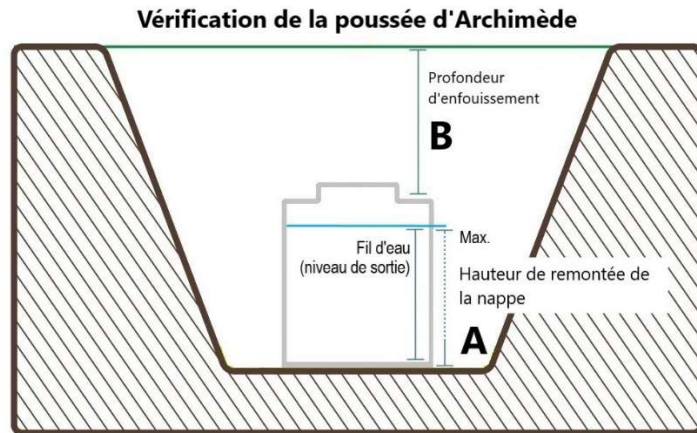 Vérification de la poussée d'Archimède
Profondeur
d'enfouissement
B
Fil d'eau
(niveau de sortie)
Max.
Hauteur de remontée de
la nappe
A